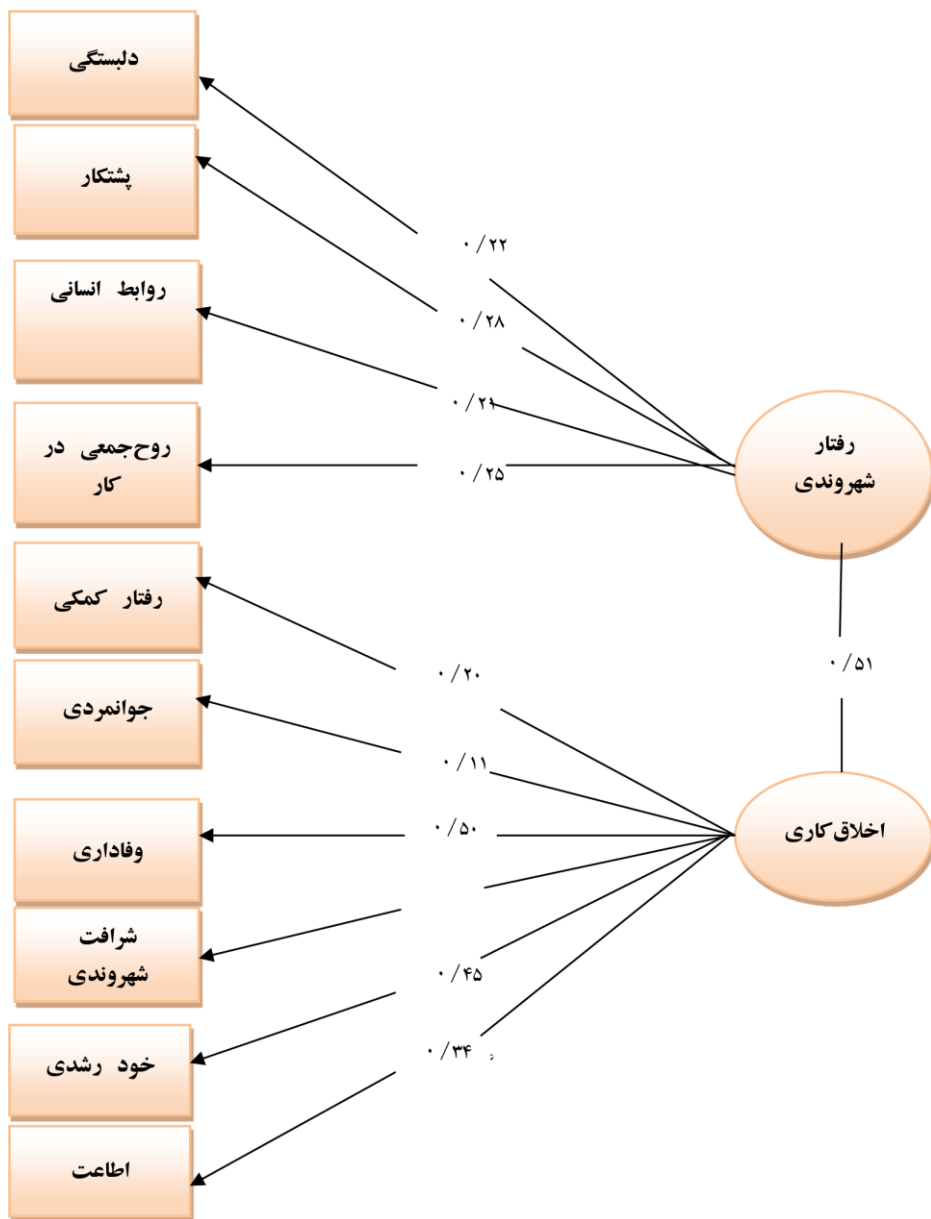 دلبستگی
پشتکار
روابط انسانی
روح‌جمعی در
کار
رفتار کمکی
جوانمردی
وفاداری
شرافت
شهروندی
خود رشدی
اطاعت
۰/۲۲
۰/۲۸
۰/۲۹
۰/۲۵
۰/۲۰
۰/۱۱
۰/۵۰
۰/۴۵
۰/۳۴
رفتار
شهروندی
۰/۵۱
اخلاق‌کاری